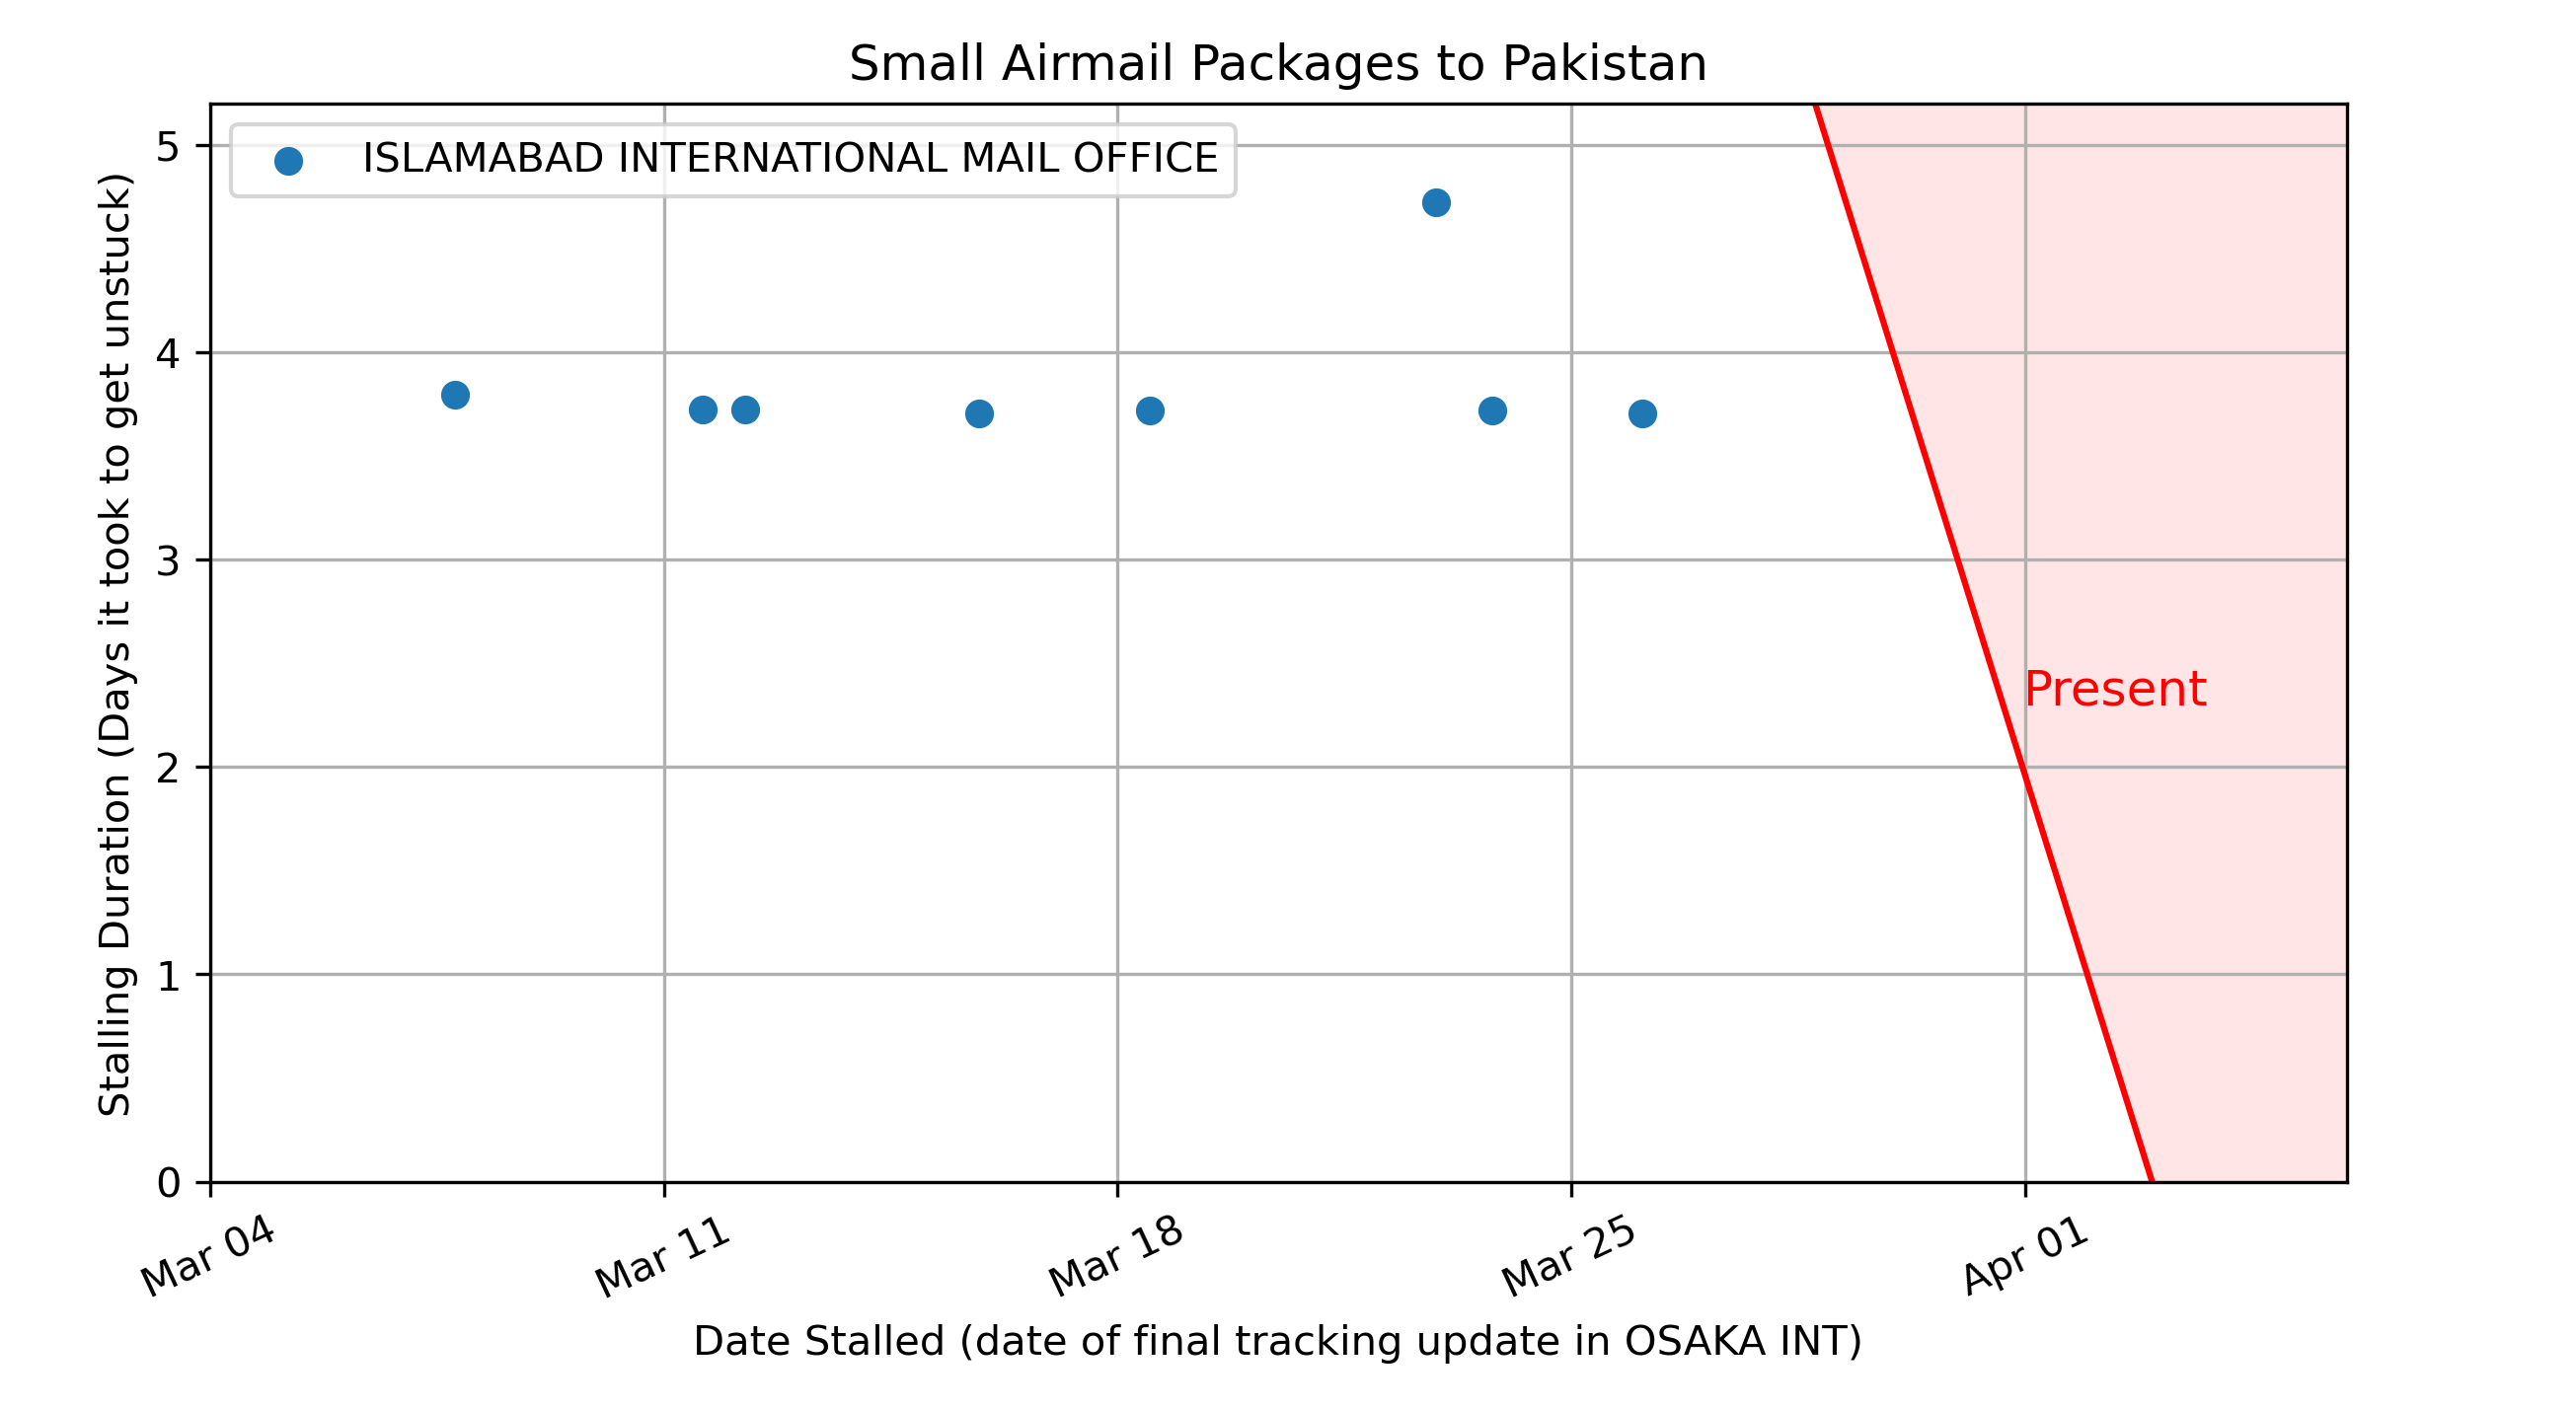 Small Airmail Packages to Pakistan
ISLAMABAD INTERNATIONAL MAIL OFFICE
Stalling Duration (Days it took to get unstuck)
5
4
3
2
1
0
Present
Mar 04
Mar 11
Mar 18
Mar 25
Apr 01
Date Stalled (date of final tracking update in OSAKA INT)